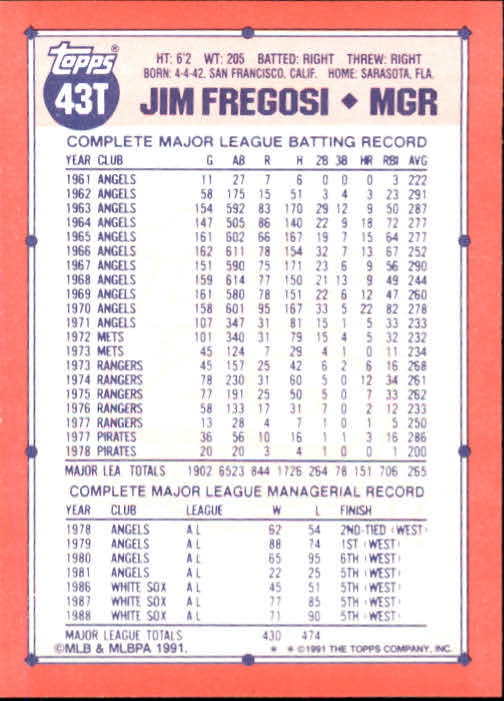 topps®
43T
HT: 6'2 WT: 205 BATTED: RIGHT THREW: RIGHT
BORN: 4-4-42, SAN FRANCISCO, CALIF. HOME: SARASOTA, FLA.
JIM FREGOSI ◆ MGR
COMPLETE MAJOR LEAGUE BATTING RECORD
YEAR CLUB G AB R H 2B 3B HR RBI AVG
1961 ANGELS 11 27 7 6 0 0 0 3 222
1962 ANGELS 58 175 15 51 3 4 3 23 291
1963 ANGELS 154 592 83 170 29 12 9 50 287
1964 ANGELS 147 505 86 140 22 9 18 72 277
1965 ANGELS 161 602 66 167 19 7 15 64 277
1966 ANGELS 162 611 78 154 32 7 13 67 252
1967 ANGELS 151 590 75 171 23 6 9 56 290
1968 ANGELS 159 614 77 150 21 13 9 49 244
1969 ANGELS 161 580 78 151 22 6 12 47 260
1970 ANGELS 158 601 95 167 33 5 22 82 278
1971 ANGELS 107 347 31 81 15 1 5 33 233
1972 METS 101 340 31 79 15 4 5 32 232
1973 METS 45 124 7 29 4 1 0 11 234
1973 RANGERS 45 157 25 42 6 2 6 16 268
1974 RANGERS 78 230 31 60 5 0 12 34 261
1975 RANGERS 77 191 25 50 5 0 7 33 262
1976 RANGERS 58 133 17 31 7 0 2 12 233
1977 RANGERS 13 28 4 7 1 0 1 5 250
1977 PIRATES 36 56 10 16 1 1 3 16 286
1978 PIRATES 20 20 3 4 1 0 0 1 200
MAJOR LEA. TOTALS 1902 6523 844 1726 264 78 151 706 265
COMPLETE MAJOR LEAGUE MANAGERIAL RECORD
YEAR CLUB LEAGUE W L FINISH
1978 ANGELS A L 62 54 2ND-TIED (WEST)
1979 ANGELS A L 88 74 1ST (WEST)
1980 ANGELS A L 65 95 6TH (WEST)
1981 ANGELS A L 22 25 5TH (WEST)
1986 WHITE SOX A L 45 51 5TH (WEST)
1987 WHITE SOX A L 77 85 5TH (WEST)
1988 WHITE SOX A L 71 90 5TH (WEST)
MAJOR LEAGUE TOTALS 430 474
©MLB & MLBPA 1991. * * ©1991 THE TOPPS COMPANY, INC.